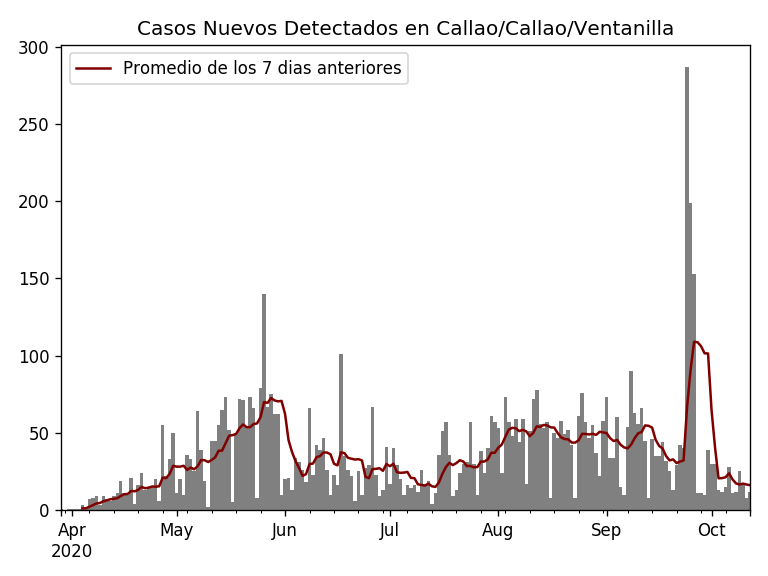 Casos Nuevos Detectados en Callao/Callao/Ventanilla
Promedio de los 7 dias anteriores
300
250
200
150
100
50
0
Apr May Jun Jul Aug Sep Oct
2020